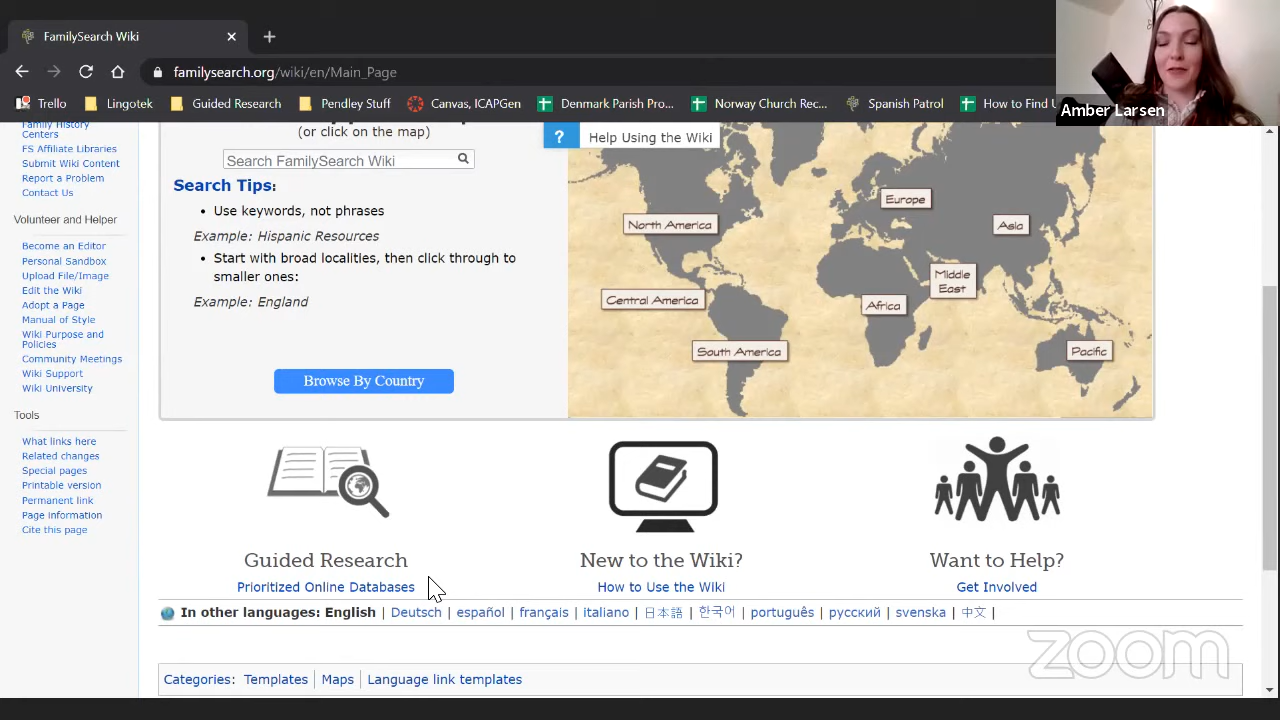 FamilySearch Wiki
familysearch.org/wiki/en/Main_Page
Trello
Lingotek
Guided Research
Pendley Stuff
Canvas, ICAPGen
Denmark Parish Pro...
Norway Church Rec...
Spanish Patrol
How to Find
Amber Larsen
Family History
Centers
FS Affiliate Libraries
Submit Wiki Content
Report a Problem
Contact Us
Volunteer and Helper
Become an Editor
Personal Sandbox
Upload File/Image
Edit the Wiki
Adopt a Page
Manual of Style
Wiki Purpose and
Policies
Community Meetings
Wiki Support
Wiki University
Tools
What links here
Related changes
Special pages
Printable version
Permanent link
Page information
Cite this page
(or click on the map)
Search FamilySearch Wiki
Search Tips:
• Use keywords, not phrases
Example: Hispanic Resources
• Start with broad localities, then click through to
smaller ones:
Example: England
Browse By Country
? Help Using the Wiki
North America
Europe
Asia
Middle
East
Central America
Africa
South America
Pacific
Guided Research
Prioritized Online Databases
New to the Wiki?
How to Use the Wiki
Want to Help?
Get Involved
In other languages: English | Deutsch | español | français | italiano | 日本語 | 한국어 | português | русский | svenska | 中文 |
zoom
Categories: Templates | Maps | Language link templates